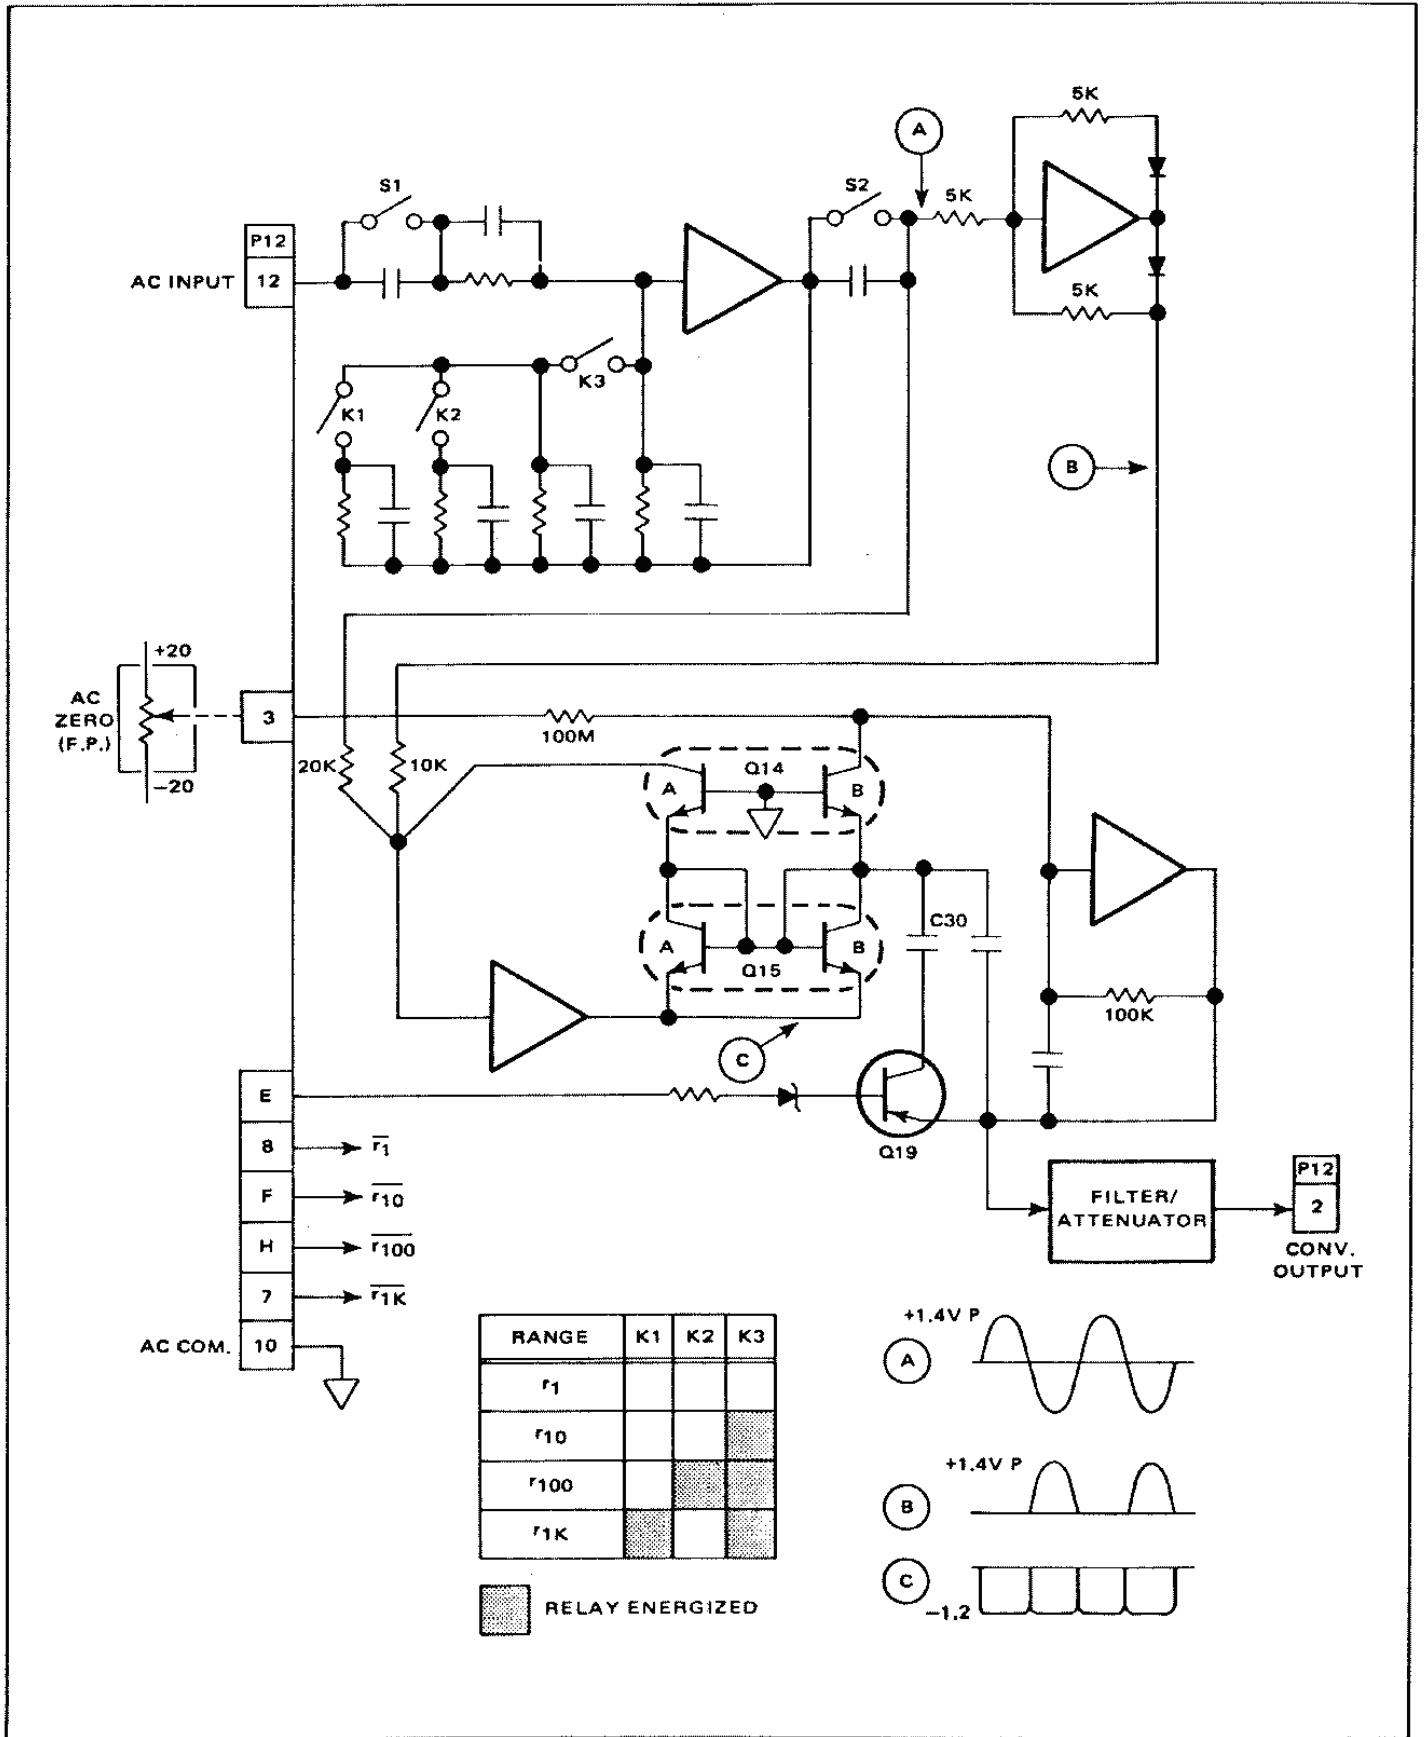 5K
A
S1
S2
5K
P12
AC INPUT
12
5K
K3
K1
K2
B
+20
AC
ZERO
(F.P.)
3
100M
20K
10K
Q14
A
B
−20
C30
A
B
Q15
100K
C
E
8
r1
Q19
F
r10
P12
FILTER/
ATTENUATOR
2
H
r100
CONV.
OUTPUT
7
r1K
AC COM.
10
RANGE K1 K2 K3
r1
r10
r100
r1K
RELAY ENERGIZED
+1.4V P
A
+1.4V P
B
C
−1.2